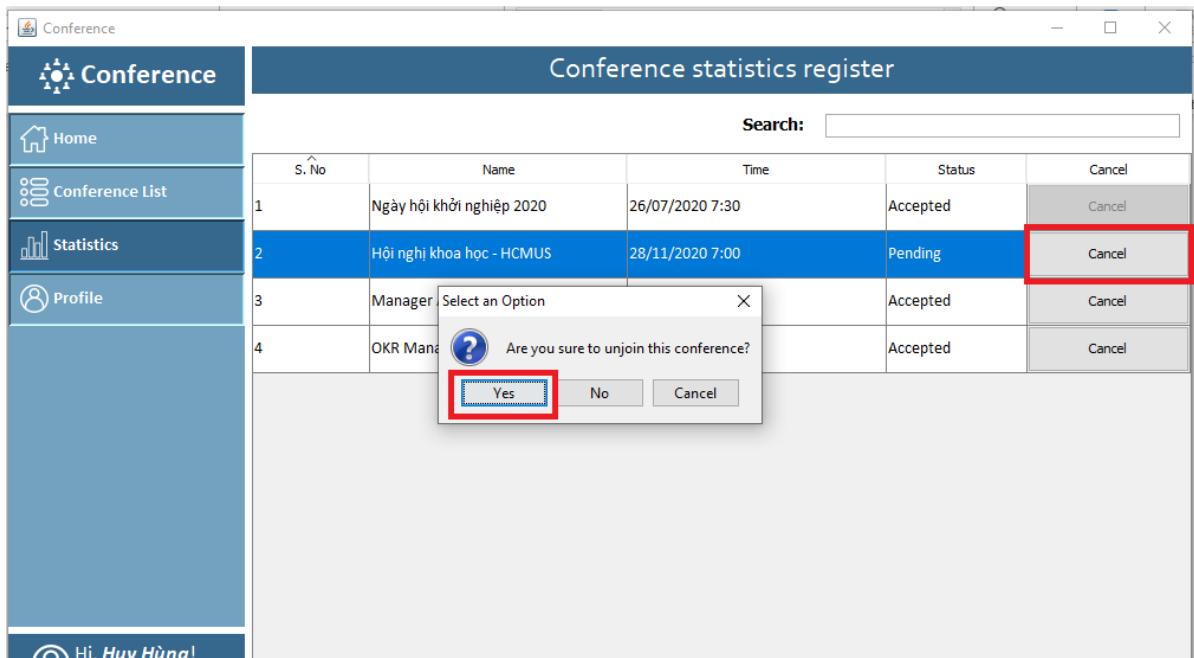 Conference
Conference
Conference statistics register
Home
Conference List
Statistics
Profile
Search:
S. No Name Time Status Cancel
1 Ngày hội khởi nghiệp 2020 26/07/2020 7:30 Accepted Cancel
2 Hội nghị khoa học - HCMUS 28/11/2020 7:00 Pending Cancel
3 Manager Accepted Cancel
4 OKR Accepted Cancel
Select an Option
Are you sure to unjoin this conference?
Yes No Cancel
Hi, Huy Hùng!